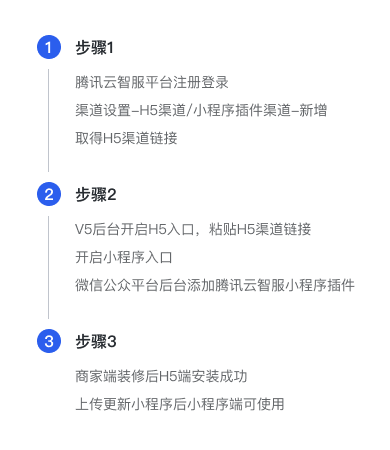 1 步骤1
腾讯云智服平台注册登录
渠道设置-H5渠道/小程序插件渠道-新增
取得H5渠道链接
2 步骤2
V5后台开启H5入口，粘贴H5渠道链接
开启小程序入口
微信公众平台后台添加腾讯云智服小程序插件
3 步骤3
商家端装修后H5端安装成功
上传更新小程序后小程序端可使用